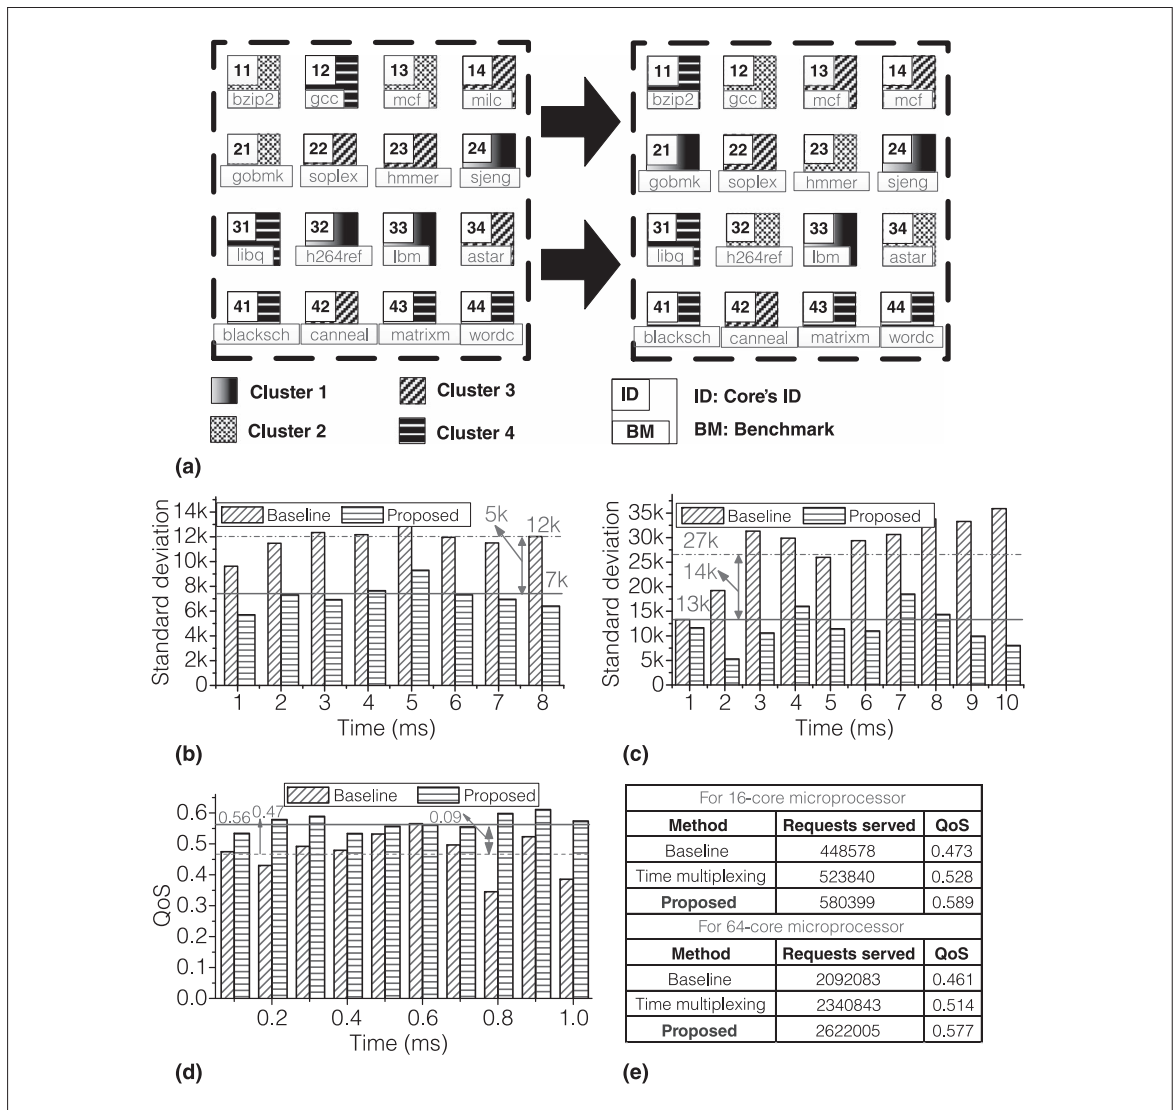 11 12 13 14
bzip2 gcc mcf milc
21 22 23 24
gobmk soplex hmmer sjeng
31 32 33 34
libq h264ref lbm astar
41 42 43 44
blacksch canneal matrixm wordc
11 12 13 14
bzip2 gcc mcf mcf
21 22 23 24
gobmk soplex hmmer sjeng
31 32 33 34
libq h264ref lbm astar
41 42 43 44
blacksch canneal matrixm wordc
Cluster 1
Cluster 3
Cluster 2
Cluster 4
ID
BM
ID: Core's ID
BM: Benchmark
(a)
Standard deviation
14k
12k
10k
8k
6k
4k
2k
0
Baseline Proposed
5k
12k
7k
1 2 3 4 5 6 7 8
Time (ms)
(b)
Standard deviation
35k
30k
25k
20k
15k
10k
5k
0
Baseline Proposed
27k
14k
13k
1 2 3 4 5 6 7 8 9 10
Time (ms)
(c)
QoS
0.6
0.5
0.4
0.3
0.2
0.1
0.0
Baseline Proposed
0.56
0.47
0.09
0.2 0.4 0.6 0.8 1.0
Time (ms)
(d)
For 16-core microprocessor
Method Requests served QoS
Baseline 448578 0.473
Time multiplexing 523840 0.528
Proposed 580399 0.589
For 64-core microprocessor
Method Requests served QoS
Baseline 2092083 0.461
Time multiplexing 2340843 0.514
Proposed 2622005 0.577
(e)